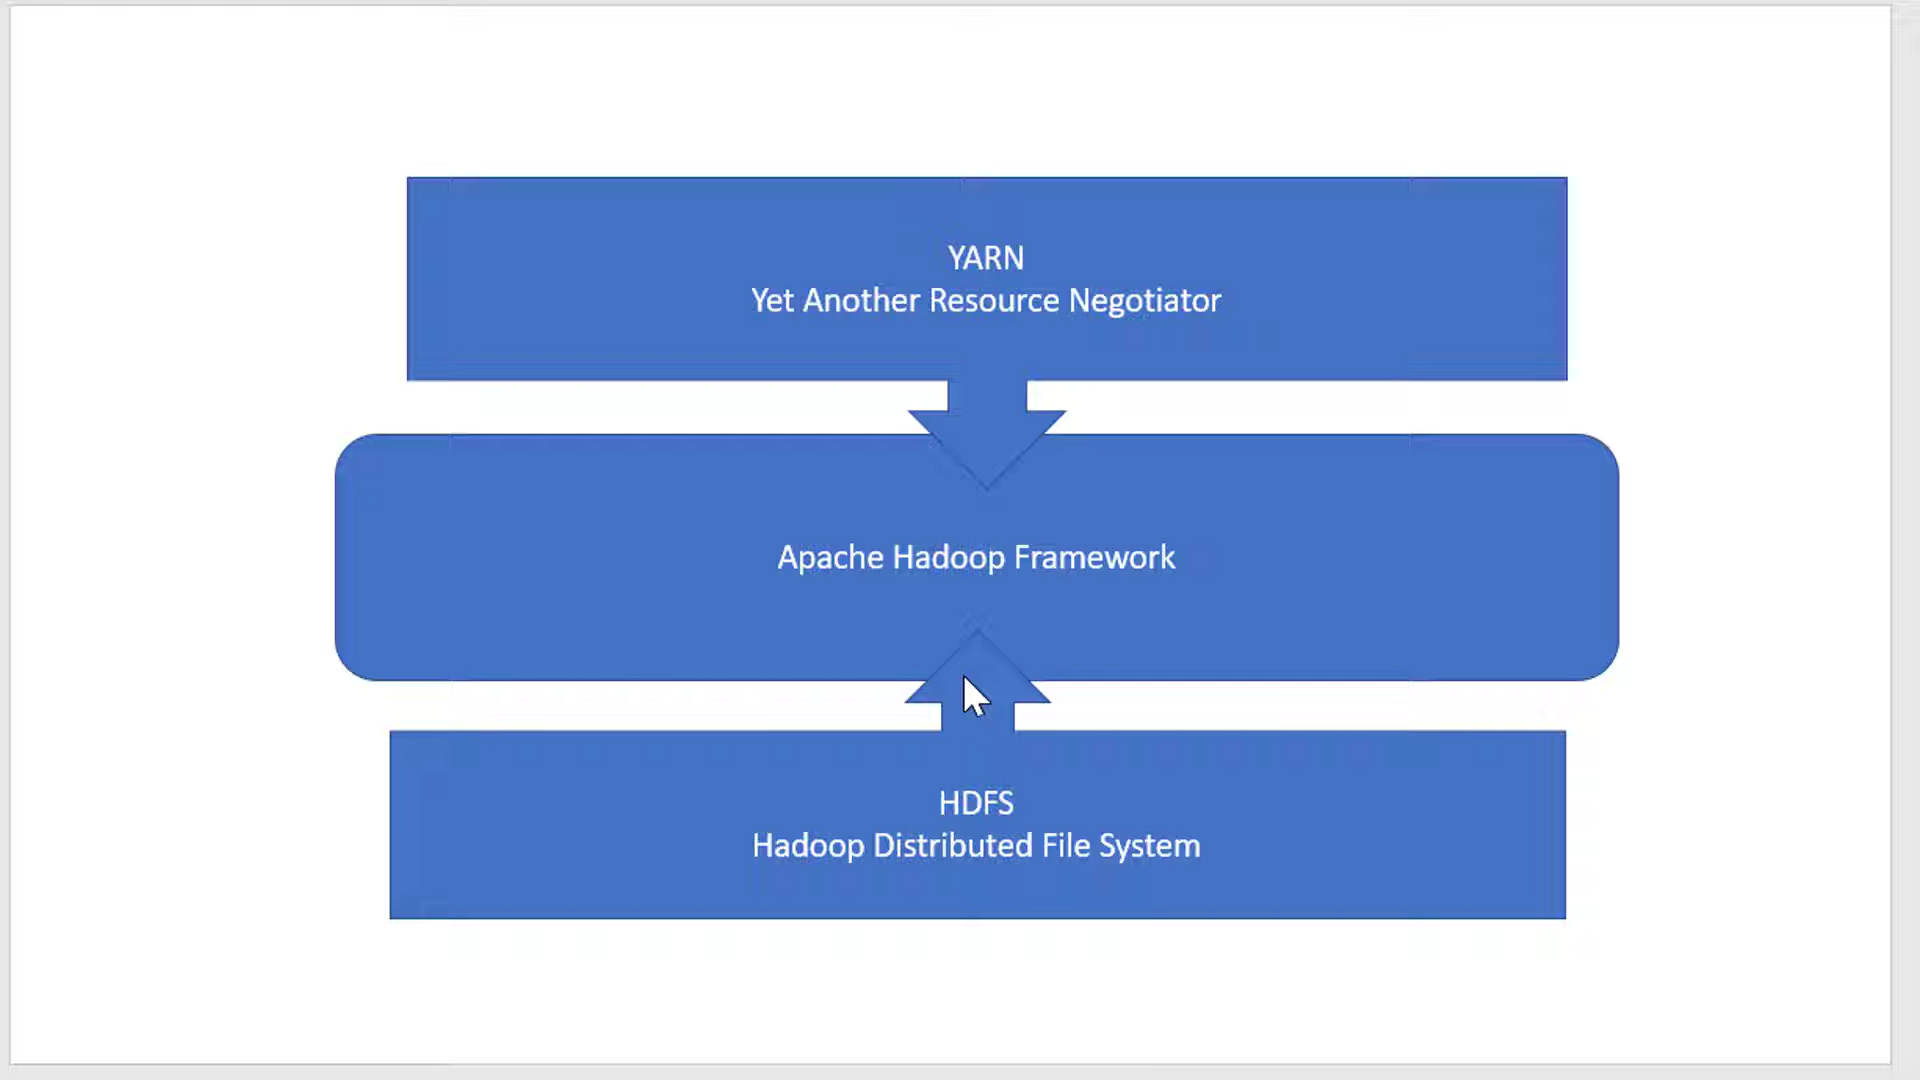 YARN
Yet Another Resource Negotiator
Apache Hadoop Framework
HDFS
Hadoop Distributed File System